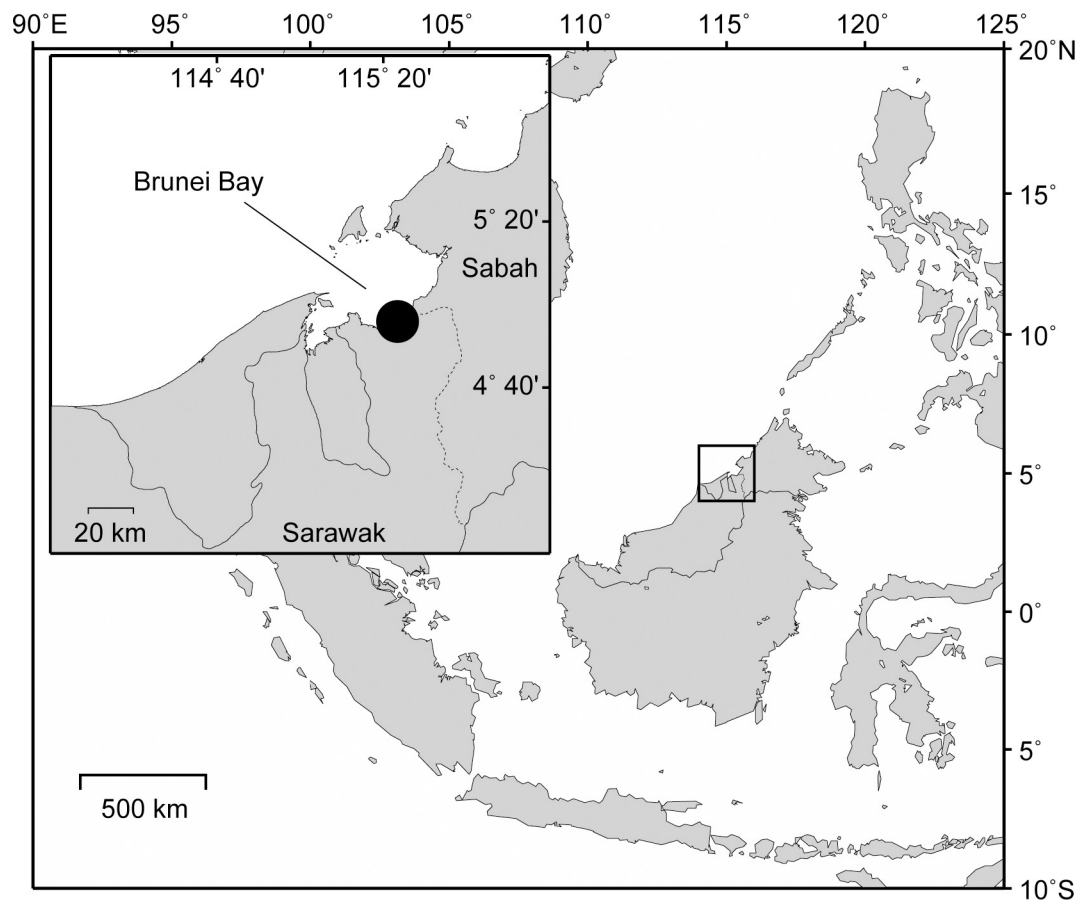 90˚E 95˚ 100˚ 105˚ 110˚ 115˚ 120˚ 125˚
20˚N
114˚ 40' 115˚ 20'
Brunei Bay
15˚
5˚ 20'
Sabah
10˚
4˚ 40'
5˚
20 km
Sarawak
0˚
5˚
500 km
10˚S